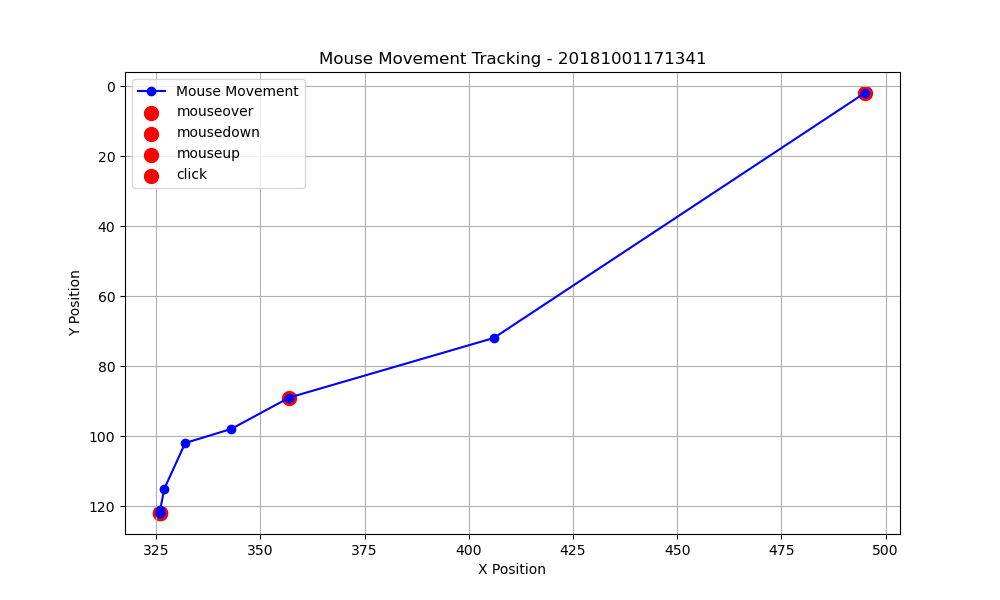 Mouse Movement Tracking - 20181001171341
Mouse Movement
mouseover
mousedown
mouseup
click
0
20
40
60
80
100
120
Y Position
325
350
375
400
425
450
475
500
X Position